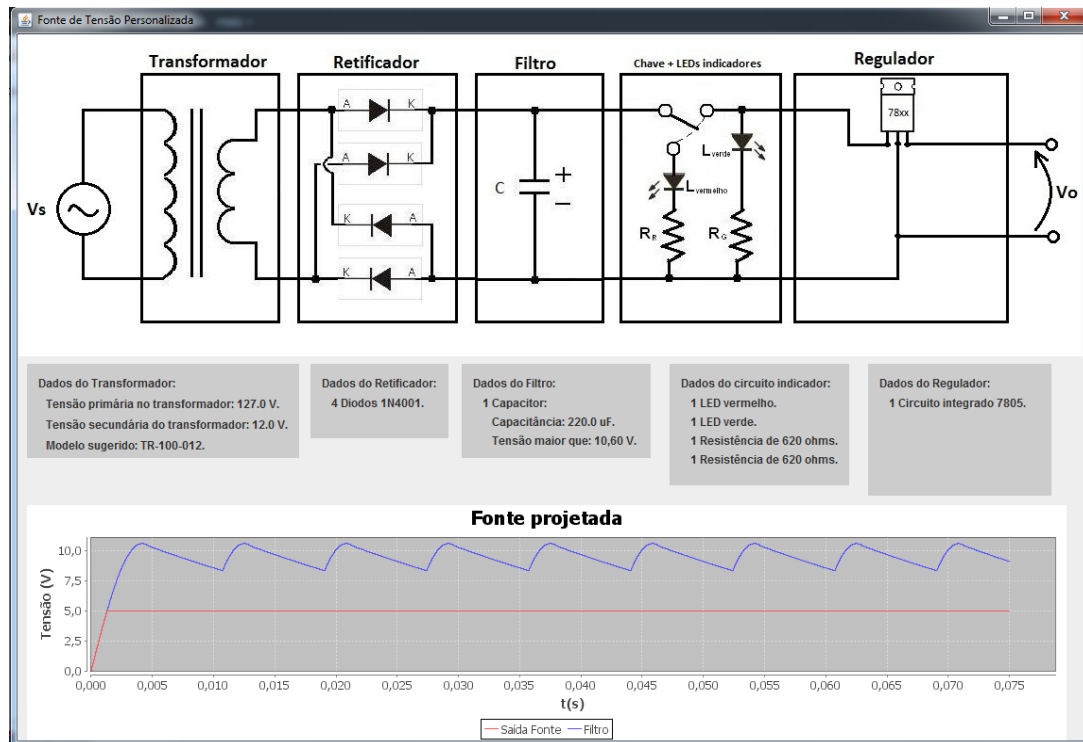 Fonte de Tensão Personalizada
Transformador
Retificador
Filtro
Chave + LEDs indicadores
Regulador
A K
A K
K A
K A
Vs
C
+
−
Lverde
Lvermelho
RR
RG
78xx
Vo
Dados do Transformador:
Tensão primária no transformador: 127.0 V.
Tensão secundária do transformador: 12.0 V.
Modelo sugerido: TR-100-012.
Dados do Retificador:
4 Diodos 1N4001.
Dados do Filtro:
1 Capacitor:
Capacitância: 220.0 uF.
Tensão maior que: 10,60 V.
Dados do circuito indicador:
1 LED vermelho.
1 LED verde.
1 Resistência de 620 ohms.
1 Resistência de 620 ohms.
Dados do Regulador:
1 Circuito integrado 7805.
Fonte projetada
Tensão (V)
10,0
7,5
5,0
2,5
0,0
0,000 0,005 0,010 0,015 0,020 0,025 0,030 0,035 0,040 0,045 0,050 0,055 0,060 0,065 0,070 0,075
t(s)
Saída Fonte Filtro